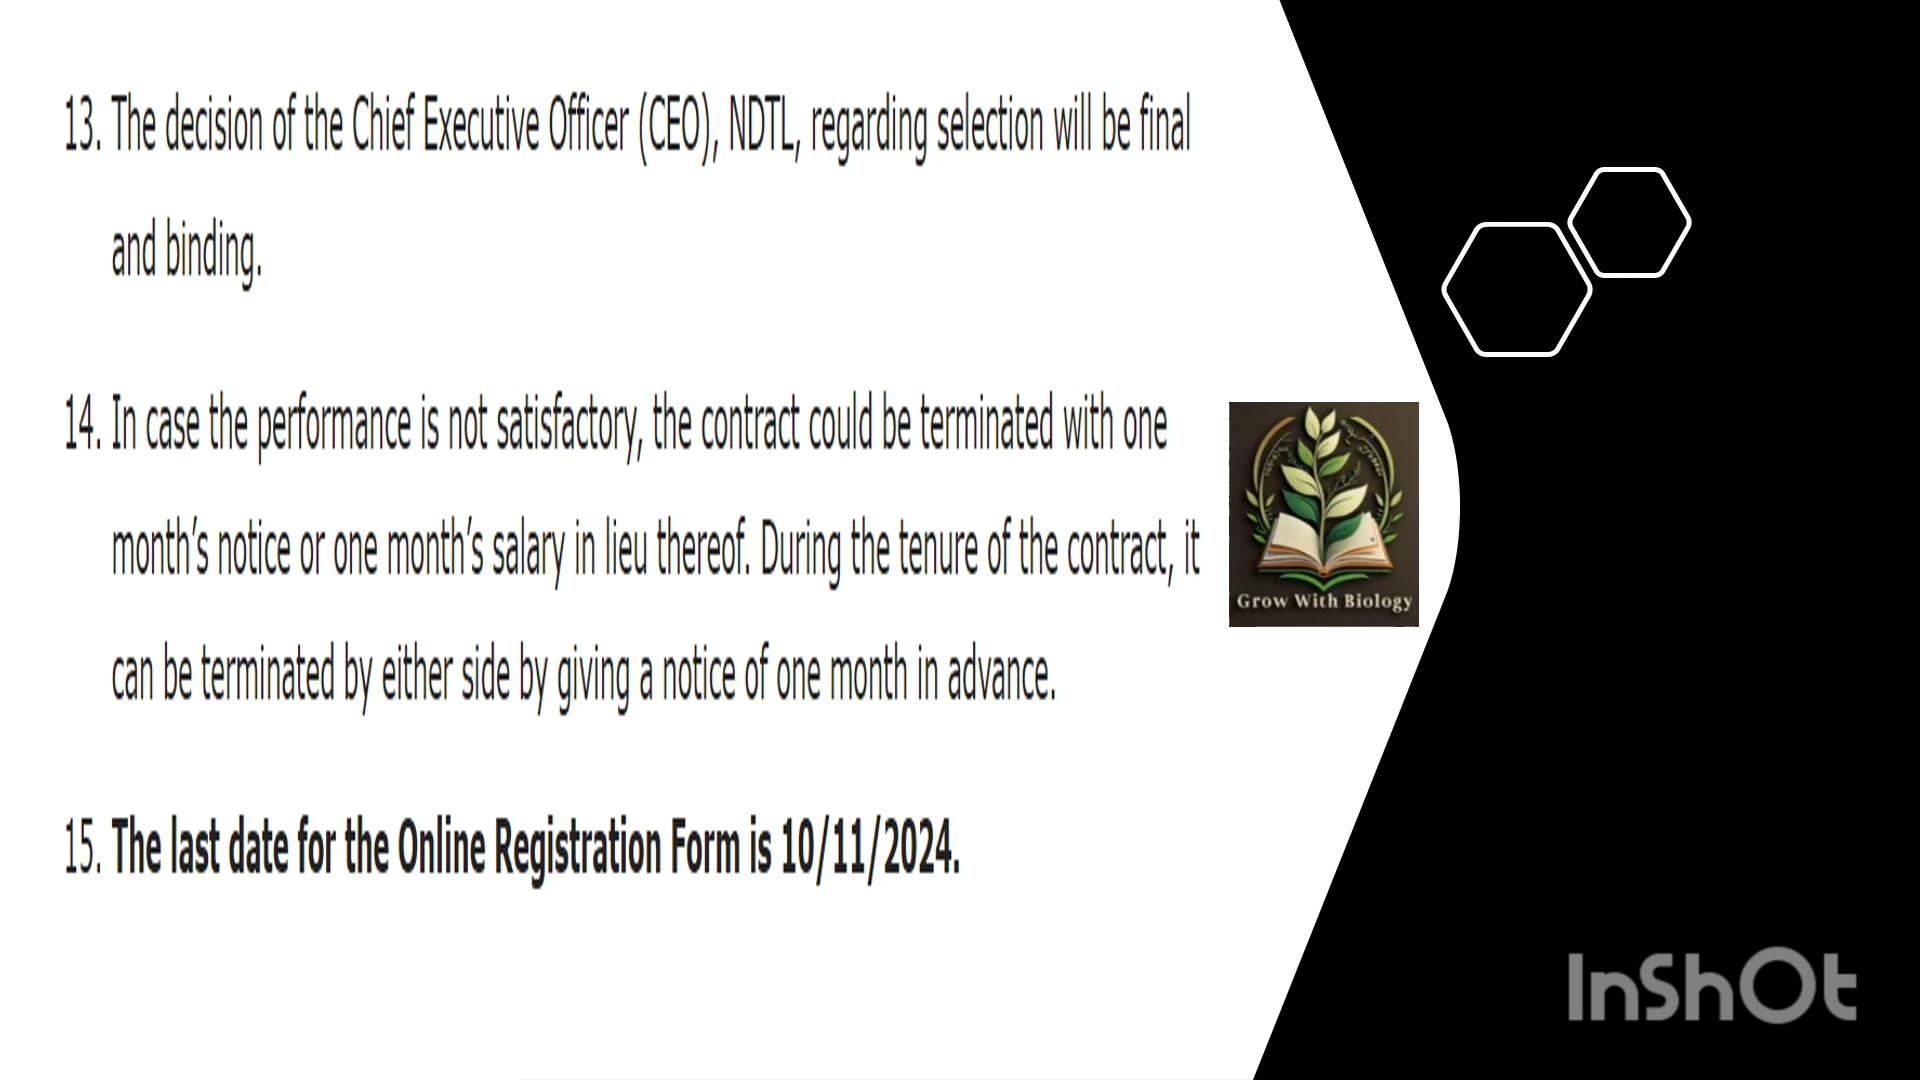 13. The decision of the Chief Executive Officer (CEO), NDTL, regarding selection will be final
and binding.
14. In case the performance is not satisfactory, the contract could be terminated with one
month’s notice or one month’s salary in lieu thereof. During the tenure of the contract, it
can be terminated by either side by giving a notice of one month in advance.
15. The last date for the Online Registration Form is 10/11/2024.
Grow With Biology
InShOt